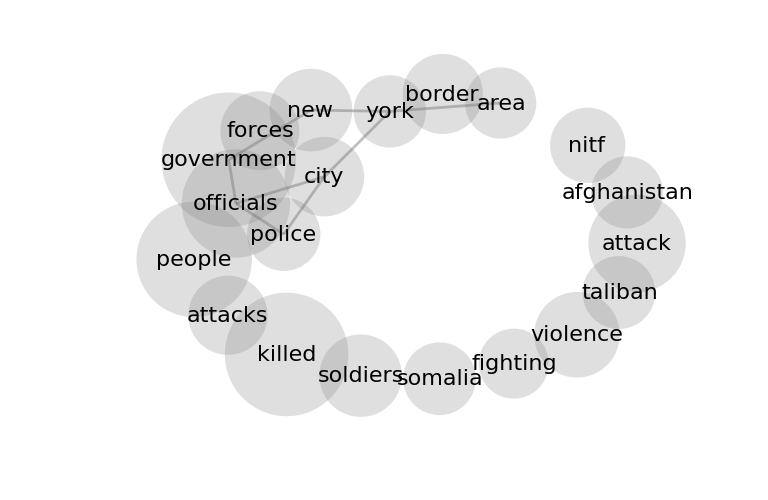 border
area
new
york
forces
nitf
government
city
afghanistan
officials
police
attack
people
taliban
attacks
violence
killed
fighting
soldiers
somalia